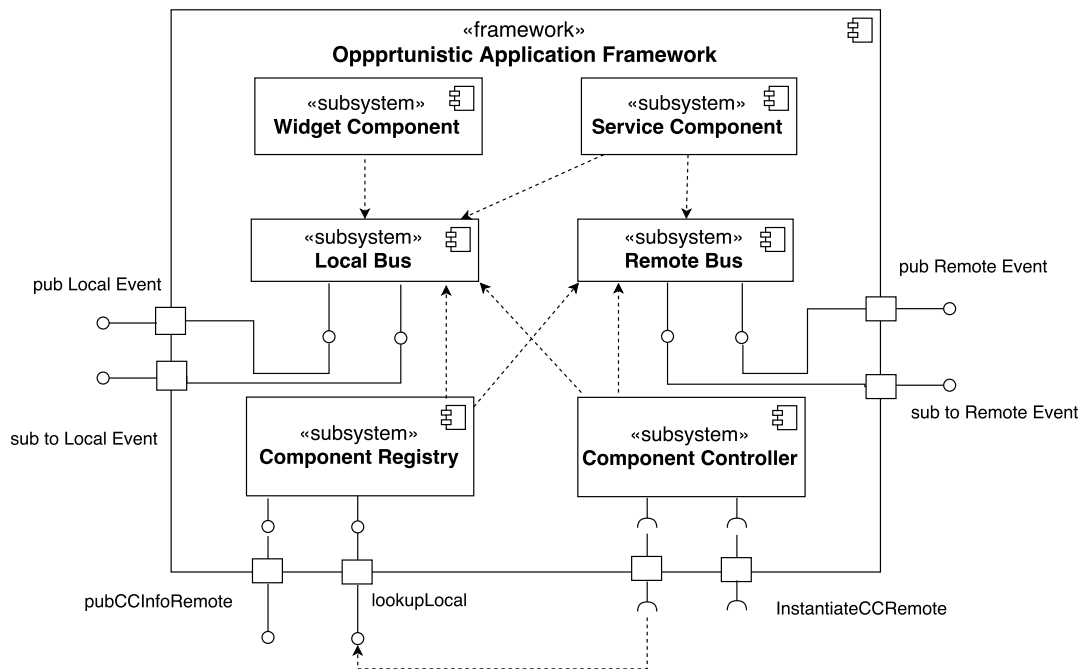 «framework»
Oppprtunistic Application Framework
«subsystem»
Widget Component
«subsystem»
Service Component
«subsystem»
Local Bus
«subsystem»
Remote Bus
pub Local Event
pub Remote Event
sub to Local Event
sub to Remote Event
«subsystem»
Component Registry
«subsystem»
Component Controller
pubCCInfoRemote
lookupLocal
InstantiateCCRemote